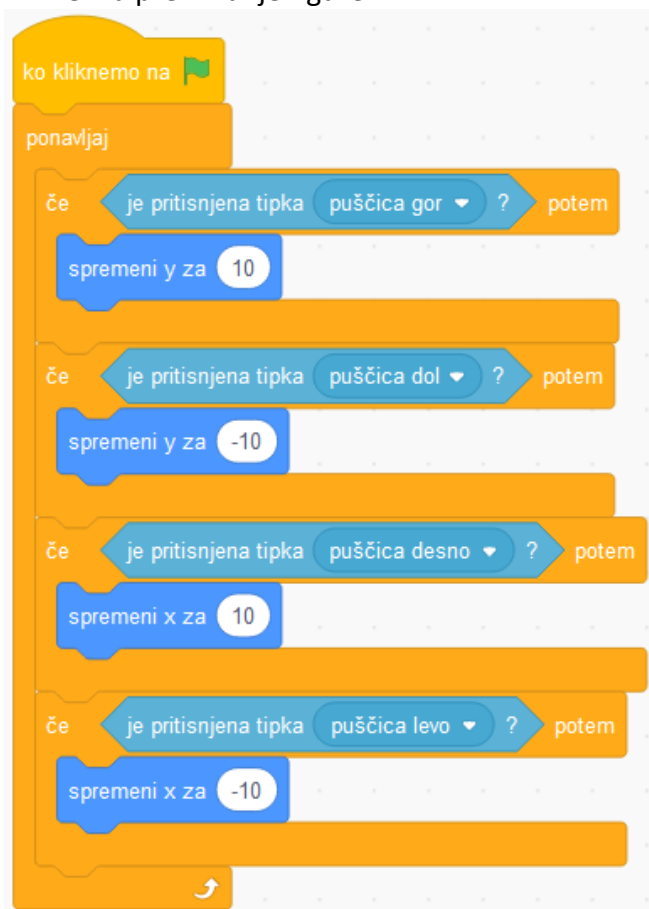 ko kliknemo na
ponavljaj
če je pritisnjena tipka puščica gor ? potem
spremeni y za 10
če je pritisnjena tipka puščica dol ? potem
spremeni y za -10
če je pritisnjena tipka puščica desno ? potem
spremeni x za 10
če je pritisnjena tipka puščica levo ? potem
spremeni x za -10